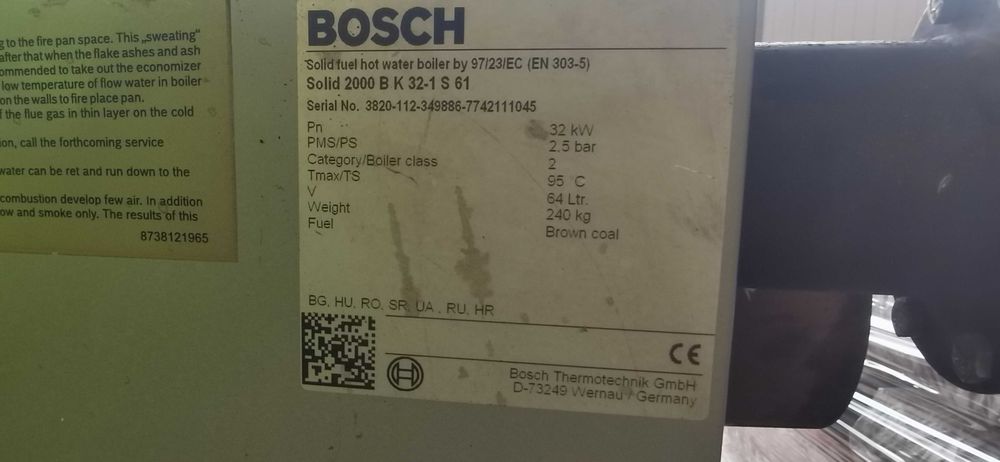 g to the fire pan space. This „sweating"
after that when the flake ashes and ash
ommended to take out the economizer
low temperature of flow water in boiler
on the walls to fire place pan.
f the flue gas in thin layer on the cold
ion, call the forthcoming service
water can be ret and run down to the
combustion develop few air. In addition
ow and smoke only. The results of this
8738121965
BOSCH
Solid fuel hot water boiler by 97/23/EC (EN 303-5)
Solid 2000 B K 32-1 S 61
Serial No. 3820-112-349886-7742111045
Pn 32 kW
PMS/PS 2.5 bar
Category/Boiler class 2
Tmax/TS 95 °C
V 64 Ltr.
Weight 240 kg
Fuel Brown coal
BG, HU, RO, SR, UA , RU, HR
CE
Bosch Thermotechnik GmbH
D-73249 Wernau / Germany